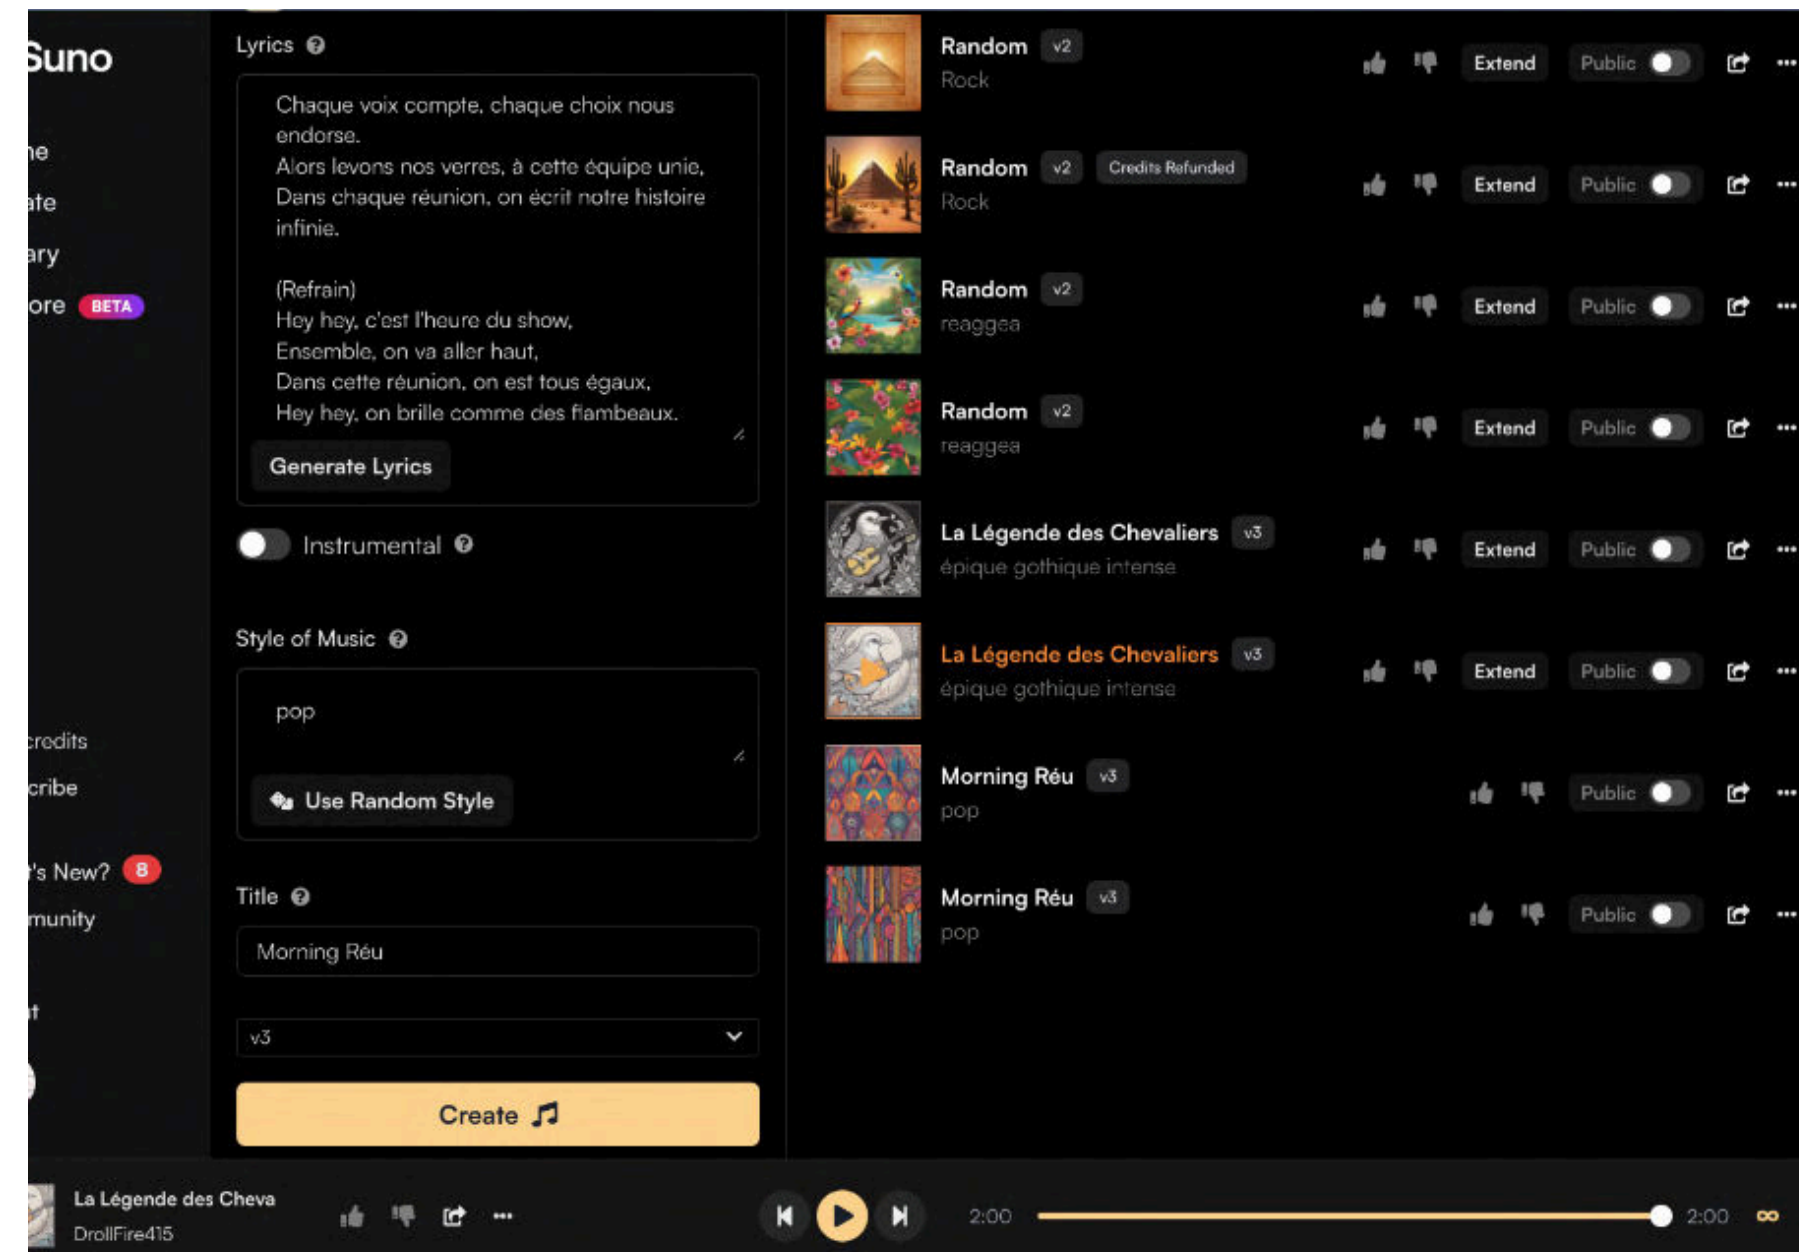 Suno
BETA
credits
What's New? 8
Lyrics
Chaque voix compte, chaque choix nous
endorse.
Alors levons nos verres, à cette équipe unie,
Dans chaque réunion, on écrit notre histoire
infinie.
(Refrain)
Hey hey, c'est l'heure du show,
Ensemble, on va aller haut,
Dans cette réunion, on est tous égaux,
Hey hey, on brille comme des flambeaux.
Generate Lyrics
Instrumental
Style of Music
pop
Use Random Style
Title
Morning Réu
v3
Create
Random v2
Rock
Extend Public
Random v2 Credits Refunded
Rock
Extend Public
Random v2
reaggea
Extend Public
Random v2
reaggea
Extend Public
La Légende des Chevaliers v3
épique gothique intense
Extend Public
La Légende des Chevaliers v3
épique gothique intense
Extend Public
Morning Réu v3
pop
Public
Morning Réu v3
pop
Public
La Légende des Cheva
DrollFire415
2:00
2:00